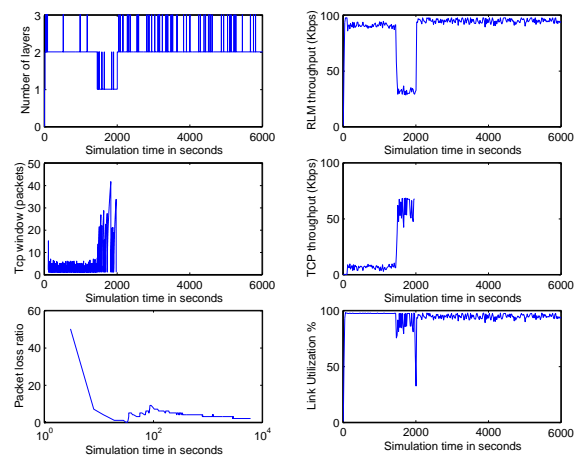 3
2
1
0
Number of layers
0 2000 4000 6000
Simulation time in seconds
100
50
0
RLM throughput (Kbps)
0 2000 4000 6000
Simulation time in seconds
50
40
30
20
10
0
Tcp window (packets)
0 2000 4000 6000
Simulation time in seconds
100
50
0
TCP throughput (Kbps)
0 2000 4000 6000
Simulation time in seconds
60
40
20
0
Packet loss ratio
10^0 10^2 10^4
Simulation time in seconds
100
50
0
Link Utilization %
0 2000 4000 6000
Simulation time in seconds